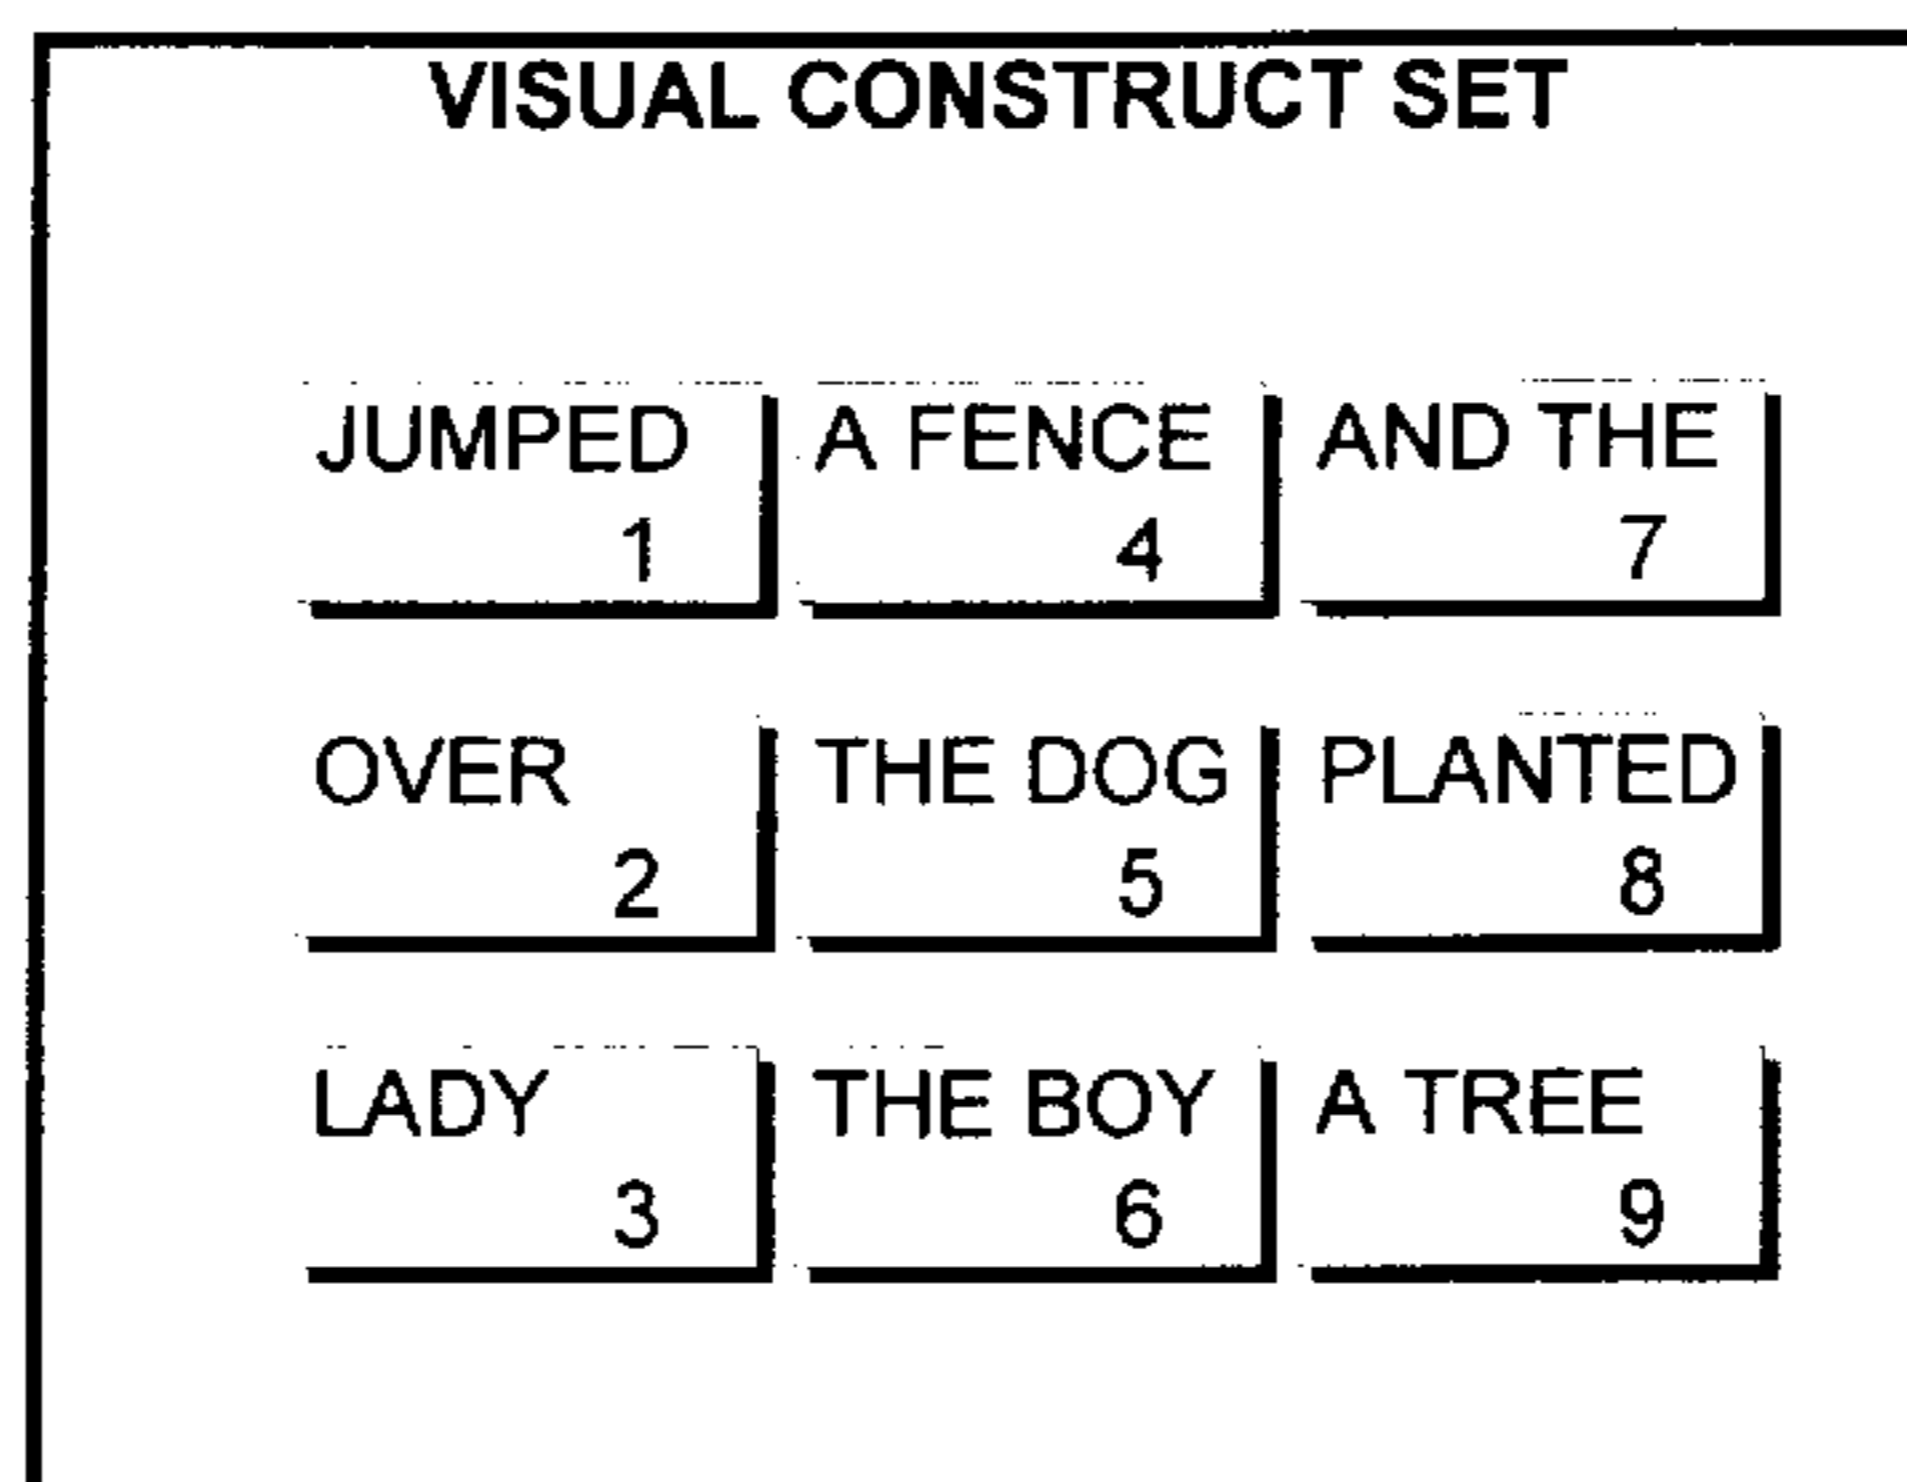 VISUAL CONSTRUCT SET
JUMPED
1
A FENCE
4
AND THE
7
OVER
2
THE DOG
5
PLANTED
8
LADY
3
THE BOY
6
A TREE
9